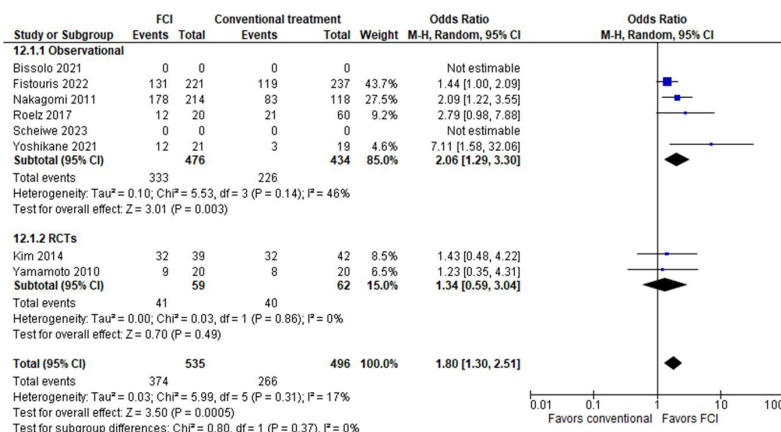 FCI Conventional treatment Odds Ratio Odds Ratio
Study or Subgroup Events Total Events Total Weight M-H, Random, 95% CI M-H, Random, 95% CI
12.1.1 Observational
Bissolo 2021 0 0 0 0 Not estimable
Fistouris 2022 131 221 119 237 43.7% 1.44 [1.00, 2.09]
Nakagomi 2011 178 214 83 118 27.5% 2.09 [1.22, 3.55]
Roelz 2017 12 20 21 60 9.2% 2.79 [0.98, 7.88]
Scheiwe 2023 0 0 0 0 Not estimable
Yoshikane 2021 12 21 3 19 4.6% 7.11 [1.58, 32.06]
Subtotal (95% CI) 476 434 85.0% 2.06 [1.29, 3.30]
Total events 333 226
Heterogeneity: Tau² = 0.10; Chi² = 5.53, df = 3 (P = 0.14); I² = 46%
Test for overall effect: Z = 3.01 (P = 0.003)
12.1.2 RCTs
Kim 2014 32 39 32 42 8.5% 1.43 [0.48, 4.22]
Yamamoto 2010 9 20 8 20 6.5% 1.23 [0.35, 4.31]
Subtotal (95% CI) 59 62 15.0% 1.34 [0.59, 3.04]
Total events 41 40
Heterogeneity: Tau² = 0.00; Chi² = 0.03, df = 1 (P = 0.86); I² = 0%
Test for overall effect: Z = 0.70 (P = 0.49)
Total (95% CI) 535 496 100.0% 1.80 [1.30, 2.51]
Total events 374 266
Heterogeneity: Tau² = 0.03; Chi² = 5.99, df = 5 (P = 0.31); I² = 17%
Test for overall effect: Z = 3.50 (P = 0.0005)
Test for subgroup differences: Chi² = 0.80, df = 1 (P = 0.37), I² = 0%
0.01 0.1 1 10 100
Favors conventional Favors FCI